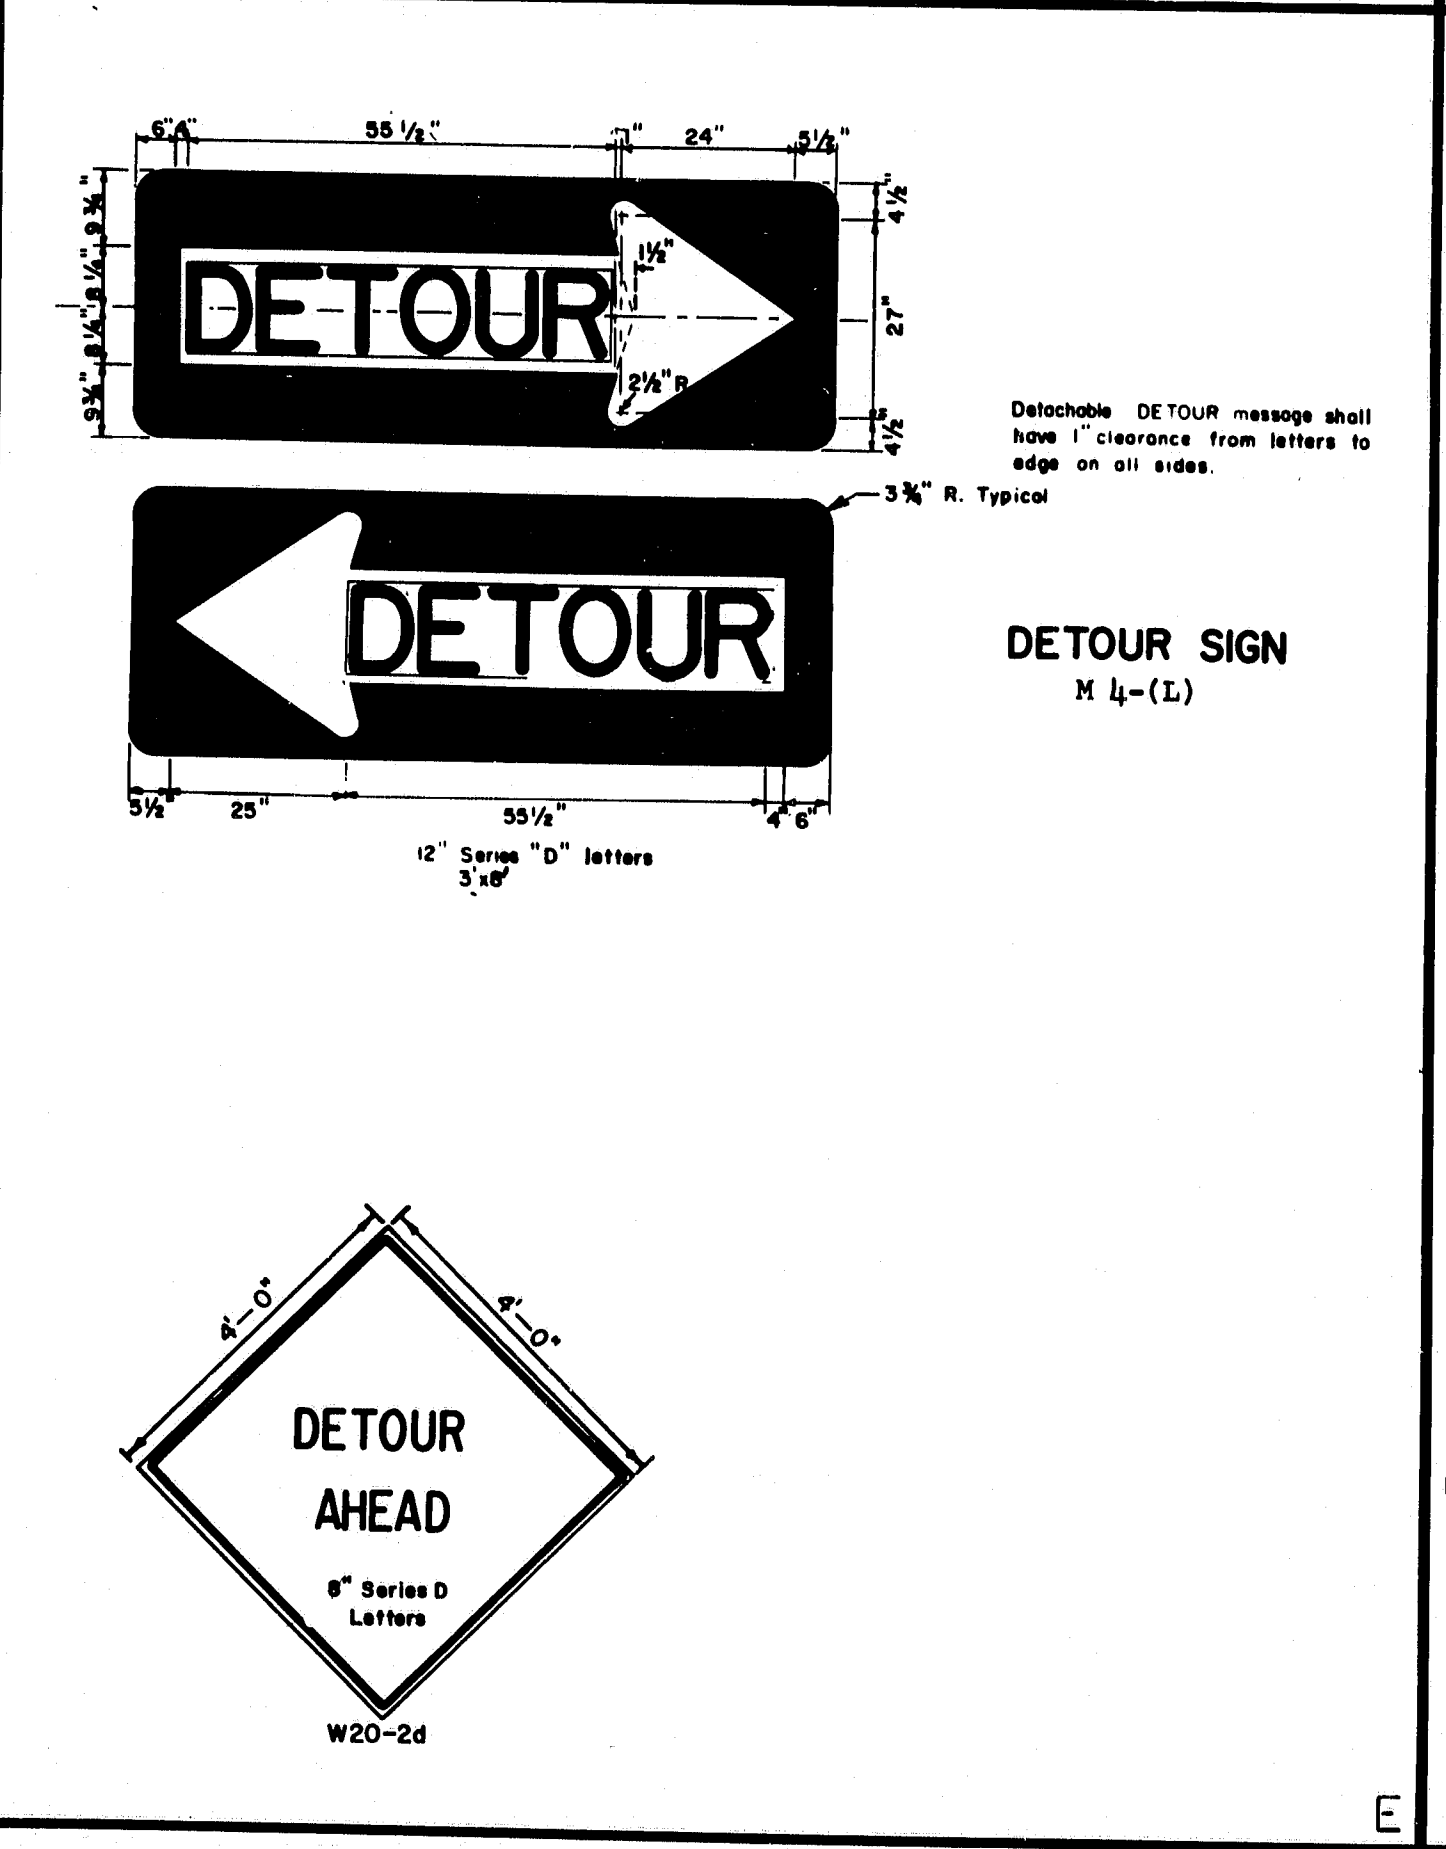 6" 4" 55 1/2" 1" 24" 5 1/2"
9 3/4"
8 1/4"
8 1/4"
9 3/4"
4 1/2"
27"
4 1/2"
1 1/2"
DETOUR
2 1/2" R
Detachable DETOUR message shall
have 1" clearance from letters to
edge on all sides.
3 3/4" R. Typical
DETOUR
DETOUR SIGN
M 4-(L)
5 1/2" 25" 55 1/2" 4" 6"
12" Series "D" letters
3'x8'
4'-0"
4'-0"
DETOUR
AHEAD
8" Series D
Letters
W20-2d
E